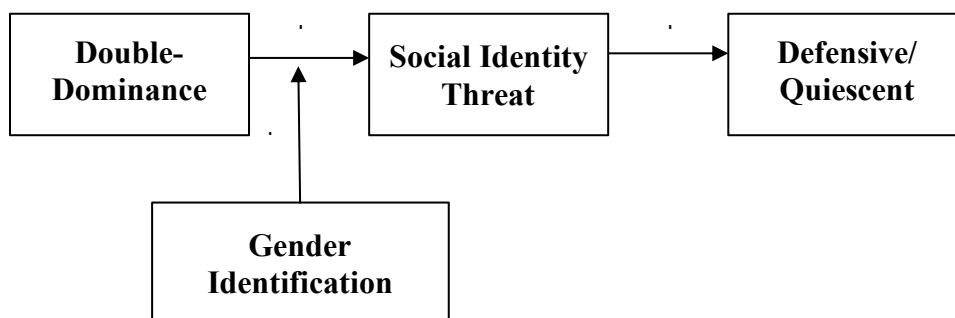 Double-
Dominance
Social Identity
Threat
Defensive/
Quiescent
Gender
Identification